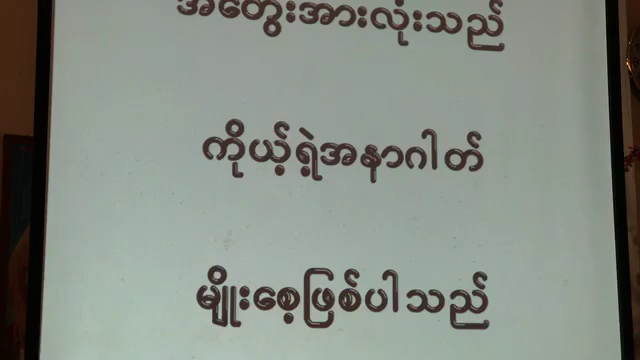 အတွေးအားလုံးသည်
ကိုယ့်ရဲ့အနာဂါတ်
မျိုးစေ့ဖြစ်ပါသည်